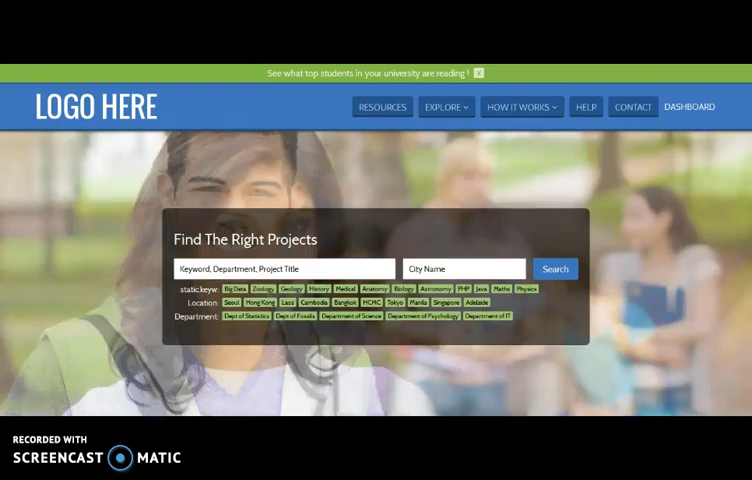 See what top students in your university are reading ! X
LOGO HERE
RESOURCES EXPLORE HOW IT WORKS HELP CONTACT DASHBOARD
Find The Right Projects
Keyword, Department, Project Title City Name Search
static:keyw: Big Data Zoology Geology History Medical Anatomy Biology Astronomy PHP Java Maths Physics
Location: Seoul Hong Kong Laos Cambodia Bangkok HCMC Tokyo Manila Singapore Adelaide
Department: Dept of Statistics Dept of Fossils Department of Science Department of Psychology Department of IT
RECORDED WITH
SCREENCAST MATIC